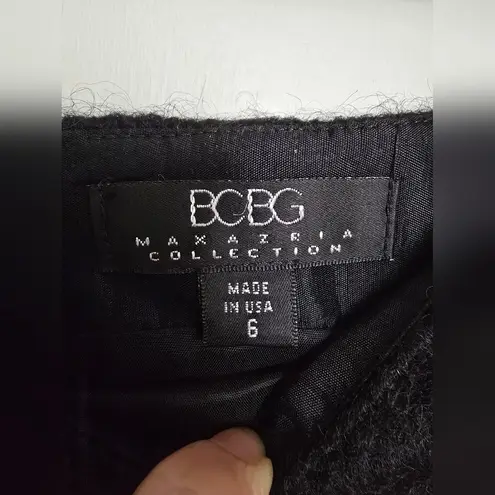 BCBG
MAXAZRIA
COLLECTION
MADE
IN USA
6